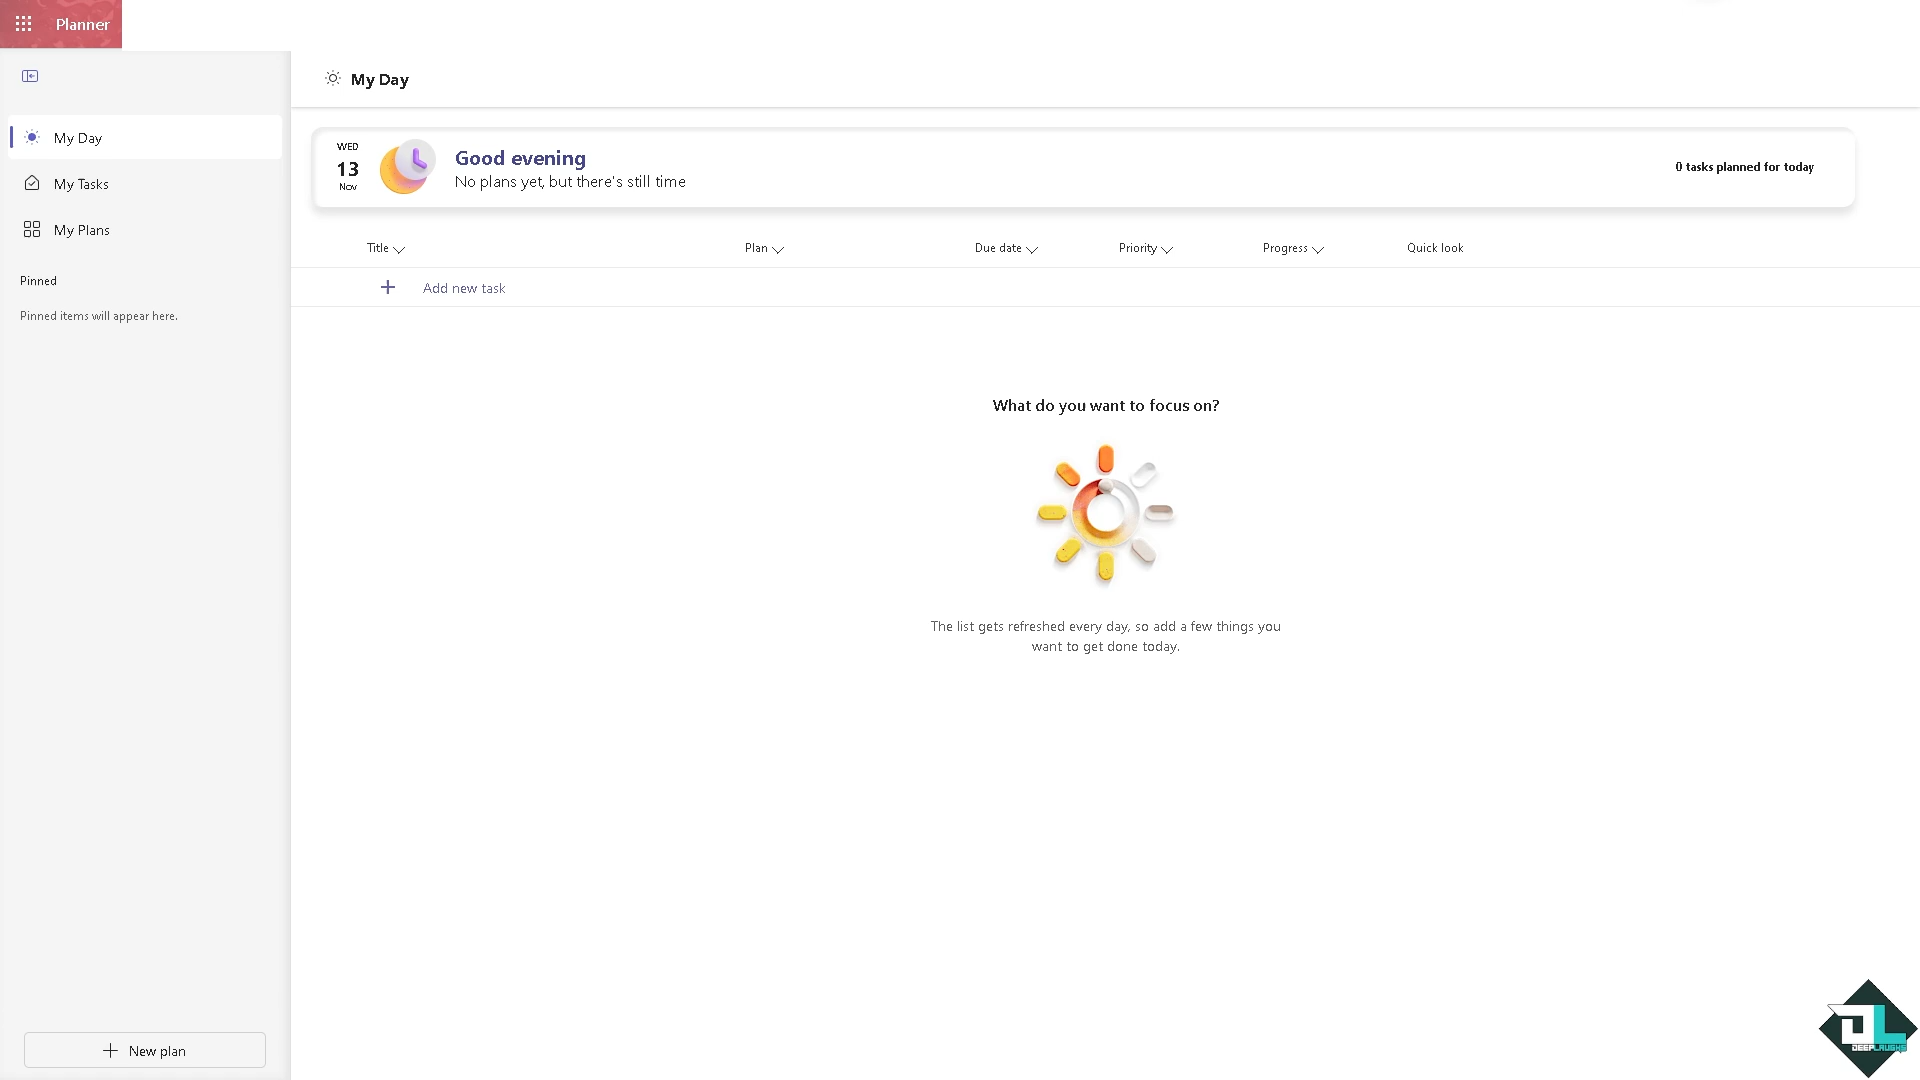 Planner
My Day
My Day
My Tasks
My Plans
Pinned
Pinned items will appear here.
WED
13
Nov
Good evening
No plans yet, but there's still time
0 tasks planned for today
Title Plan Due date Priority Progress Quick look
Add new task
What do you want to focus on?
The list gets refreshed every day, so add a few things you
want to get done today.
New plan
DEEPLAUGHS